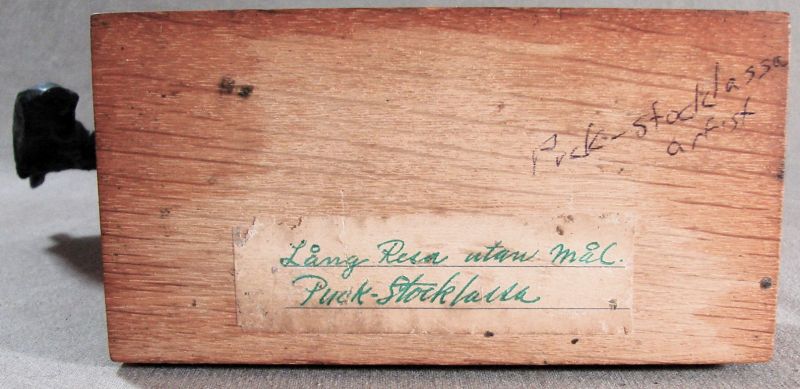 Puck-Stocklassa
artist
Lång Resa utan Mål.
Puck-Stocklassa